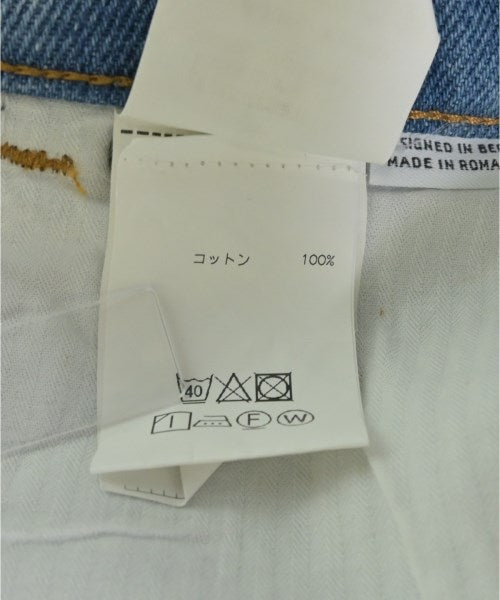 SIGNED IN BE
MADE IN ROMA
コットン 100%
40
F W